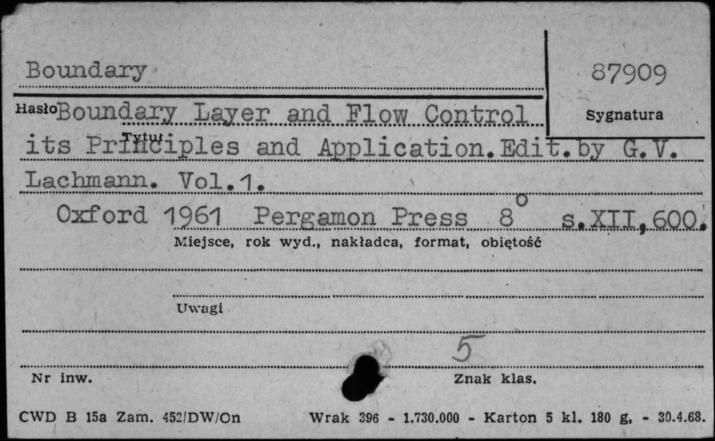 Boundary
87909
Hasło Boundary Layer and Flow Control
Sygnatura
Tytuł
its Principles and Application. Edit. by G.V.
Lachmann. Vol.1.
Oxford 1961 Pergamon Press 8° s.XII,600.
Miejsce, rok wyd., nakładca, format, obiętość
Uwagi
5
Nr inw.
Znak klas.
CWD B 15a Zam. 452/DW/On Wrak 396 - 1.730.000 - Karton 5 kl. 180 g. - 30.4.68.